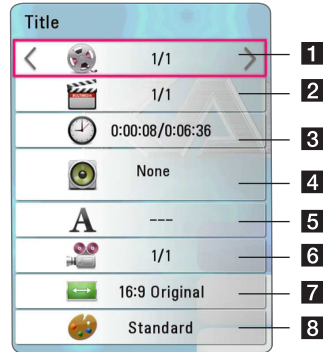 Title
1/1 1
1/1 2
0:00:08/0:06:36 3
None 4
A --- 5
1/1 6
16:9 Original 7
Standard 8